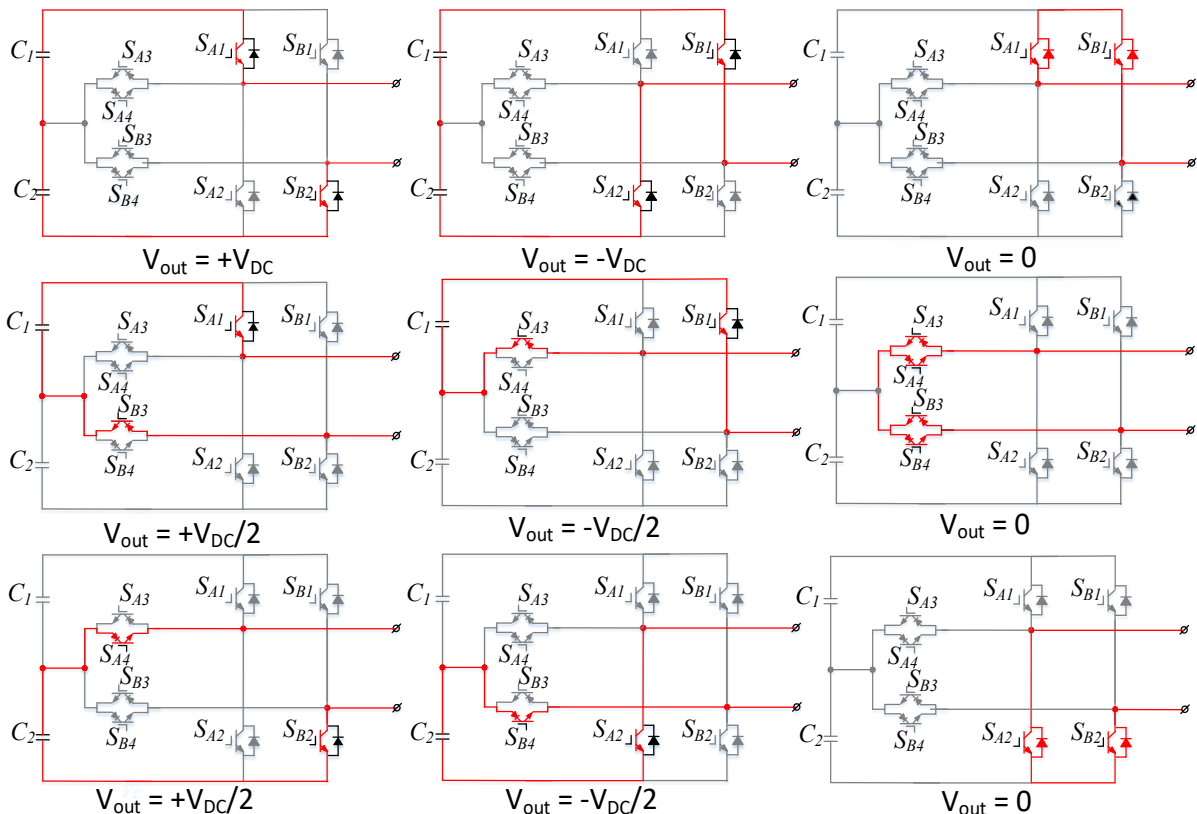 C1 SA3 SA1 SB1
SA4
SB3
C2 SB4 SA2 SB2
Vout = +VDC
C1 SA3 SA1 SB1
SA4
SB3
C2 SB4 SA2 SB2
Vout = -VDC
C1 SA3 SA1 SB1
SA4
SB3
C2 SB4 SA2 SB2
Vout = 0
C1 SA3 SA1 SB1
SA4
SB3
C2 SB4 SA2 SB2
Vout = +VDC/2
C1 SA3 SA1 SB1
SA4
SB3
C2 SB4 SA2 SB2
Vout = -VDC/2
C1 SA3 SA1 SB1
SA4
SB3
C2 SB4 SA2 SB2
Vout = 0
C1 SA3 SA1 SB1
SA4
SB3
C2 SB4 SA2 SB2
Vout = +VDC/2
C1 SA3 SA1 SB1
SA4
SB3
C2 SB4 SA2 SB2
Vout = -VDC/2
C1 SA3 SA1 SB1
SA4
SB3
C2 SB4 SA2 SB2
Vout = 0